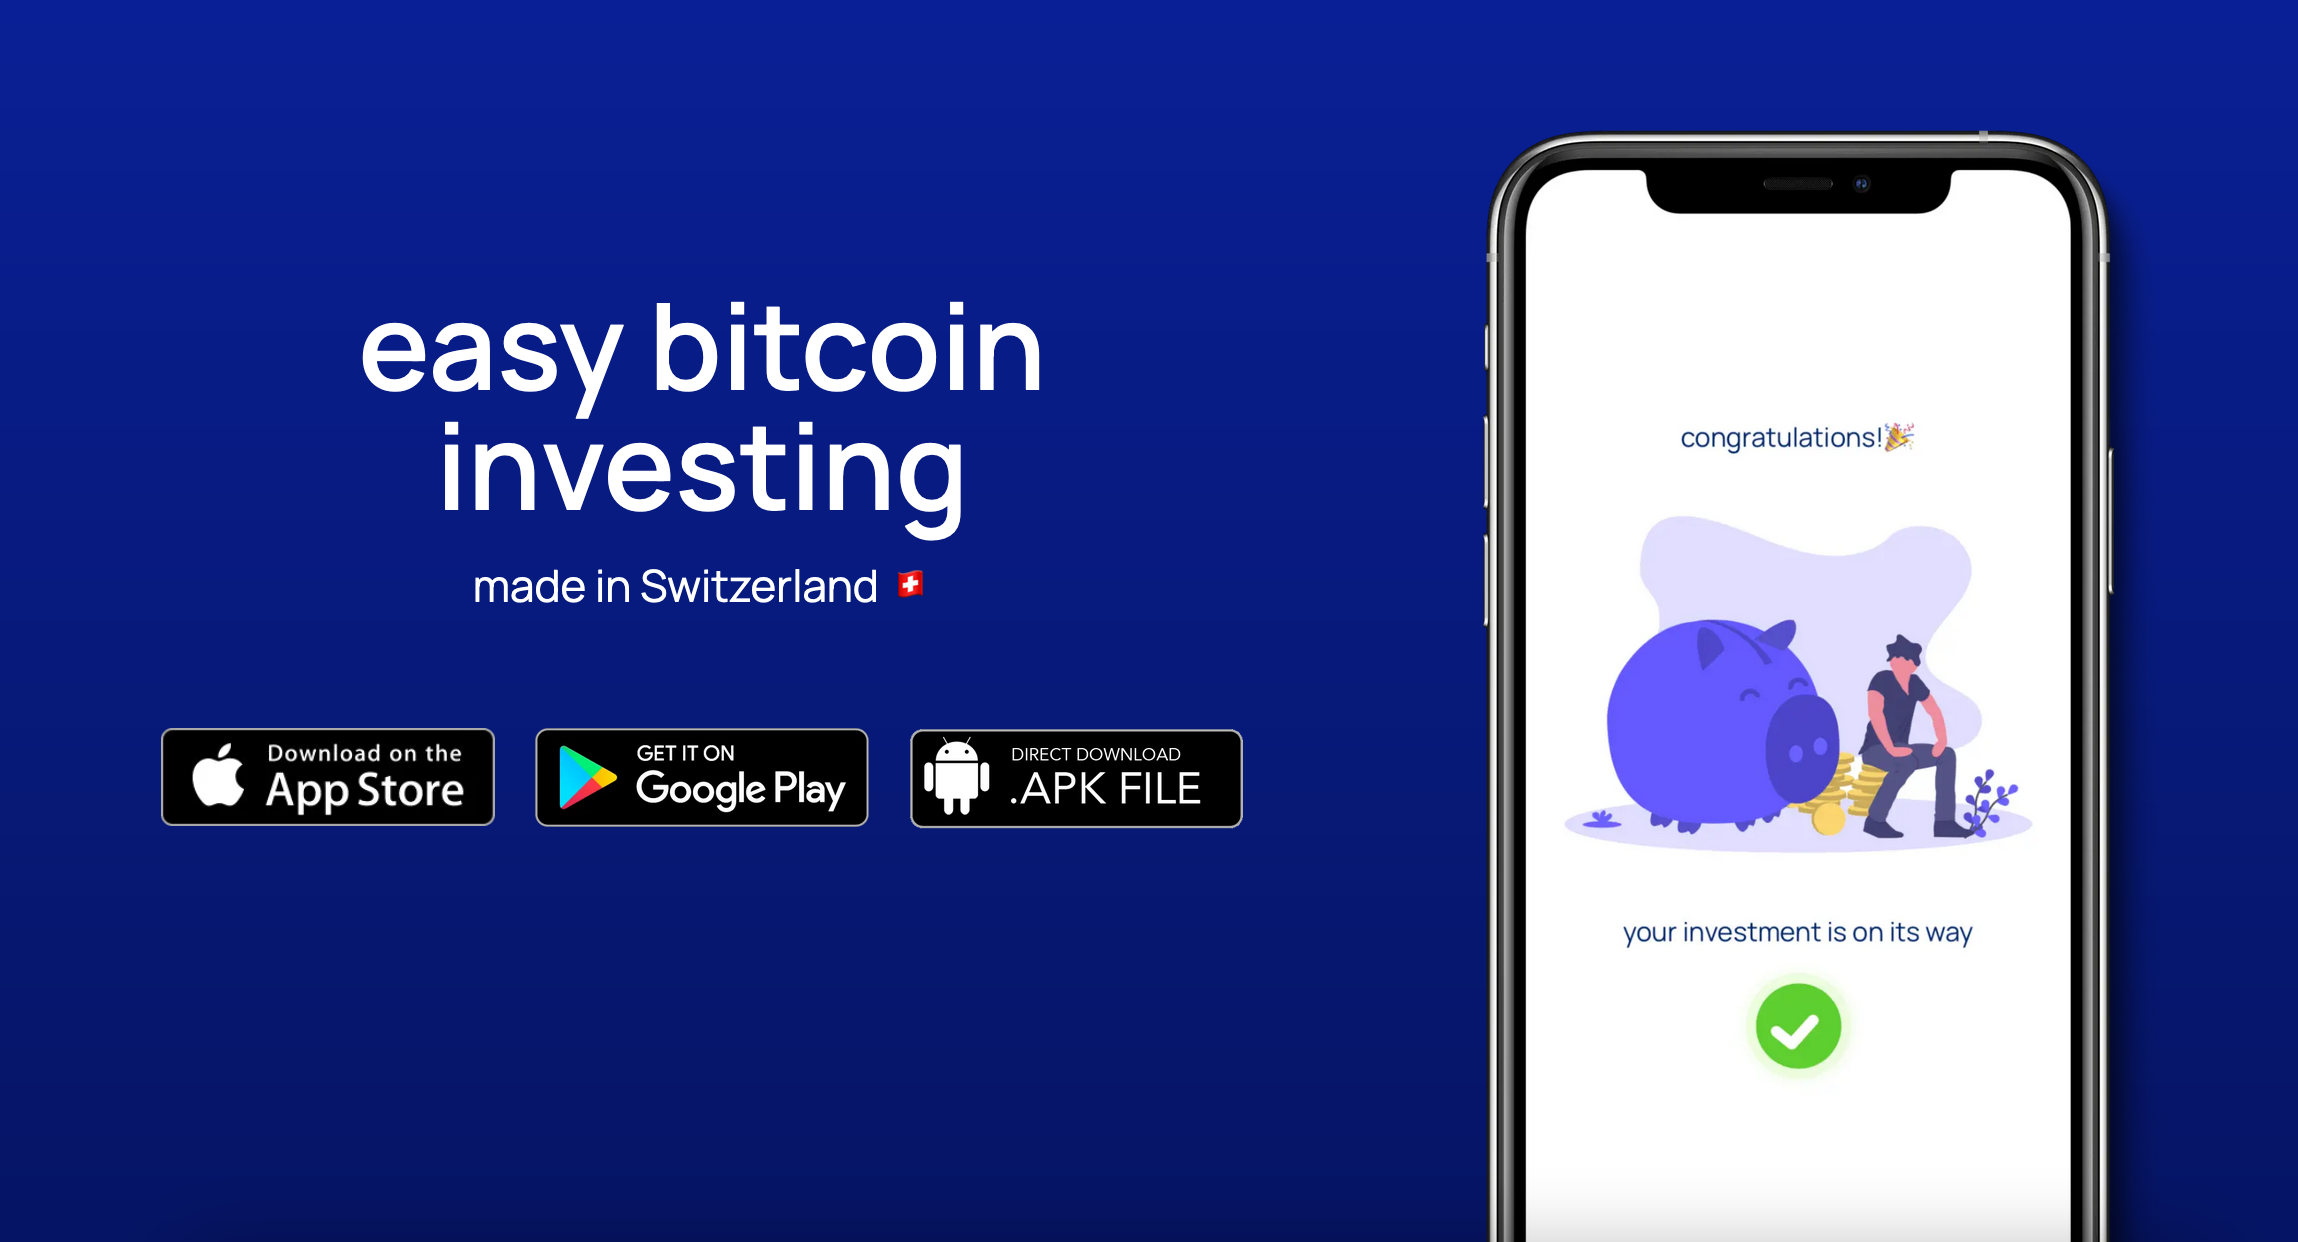 easy bitcoin
investing
made in Switzerland 🇨🇭
Download on the
App Store
GET IT ON
Google Play
DIRECT DOWNLOAD
.APK FILE
congratulations!🎉
your investment is on its way